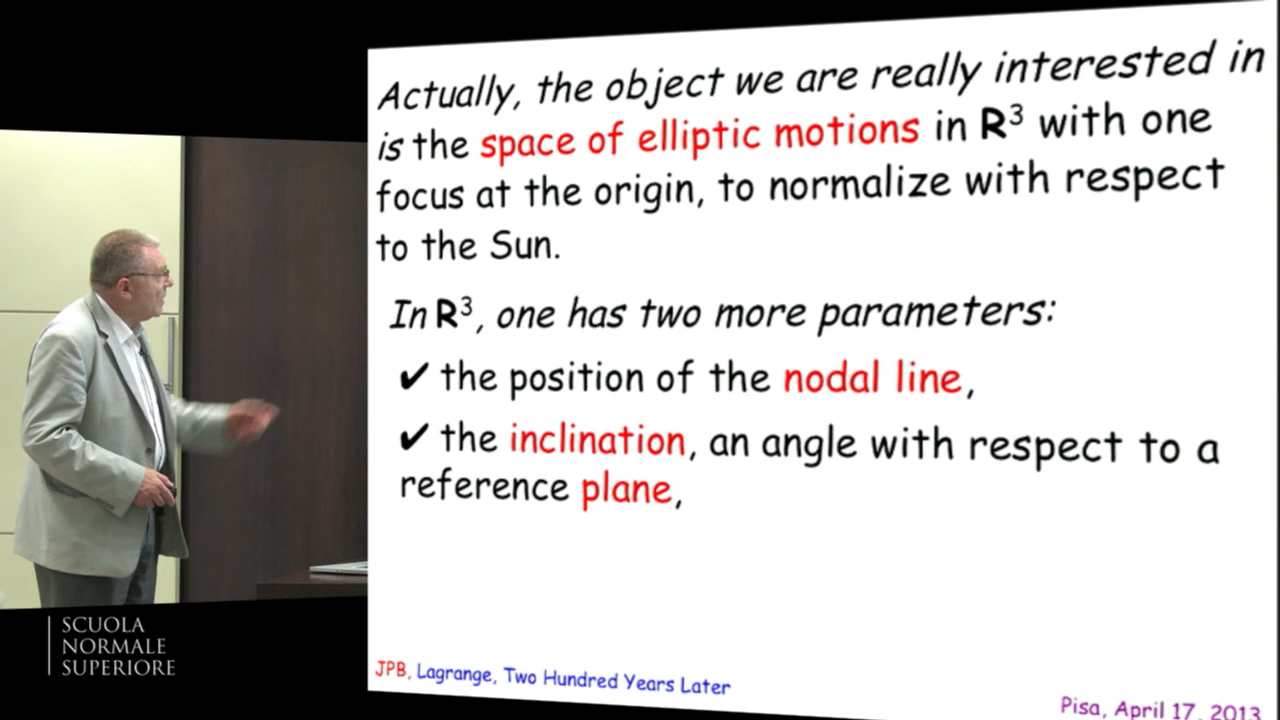 Actually, the object we are really interested in
is the space of elliptic motions in R³ with one
focus at the origin, to normalize with respect
to the Sun.
In R³, one has two more parameters:
✔ the position of the nodal line,
✔ the inclination, an angle with respect to a
reference plane,
JPB, Lagrange, Two Hundred Years Later
Pisa, April 17, 2013
SCUOLA
NORMALE
SUPERIORE